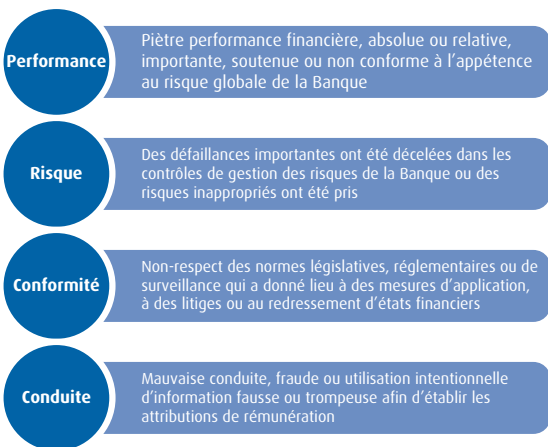 Performance
Piètre performance financière, absolue ou relative,
importante, soutenue ou non conforme à l'appétence
au risque globale de la Banque
Risque
Des défaillances importantes ont été décelées dans les
contrôles de gestion des risques de la Banque ou des
risques inappropriés ont été pris
Conformité
Non-respect des normes législatives, réglementaires ou de
surveillance qui a donné lieu à des mesures d'application,
à des litiges ou au redressement d'états financiers
Conduite
Mauvaise conduite, fraude ou utilisation intentionnelle
d'information fausse ou trompeuse afin d'établir les
attributions de rémunération